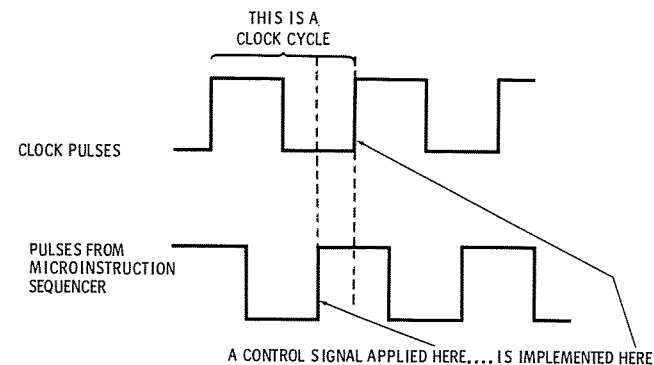 THIS IS A
CLOCK CYCLE
CLOCK PULSES
PULSES FROM
MICROINSTRUCTION
SEQUENCER
A CONTROL SIGNAL APPLIED HERE.... IS IMPLEMENTED HERE